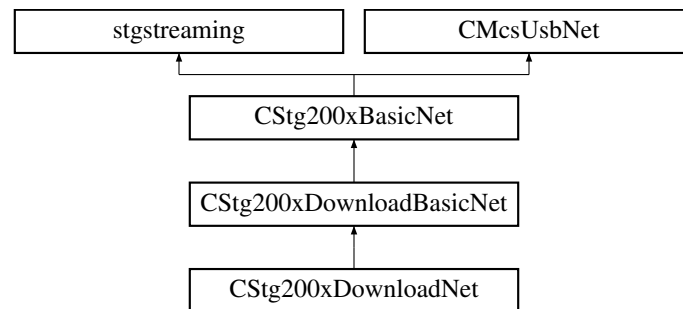 stgstreaming
CMcsUsbNet
CStg200xBasicNet
CStg200xDownloadBasicNet
CStg200xDownloadNet